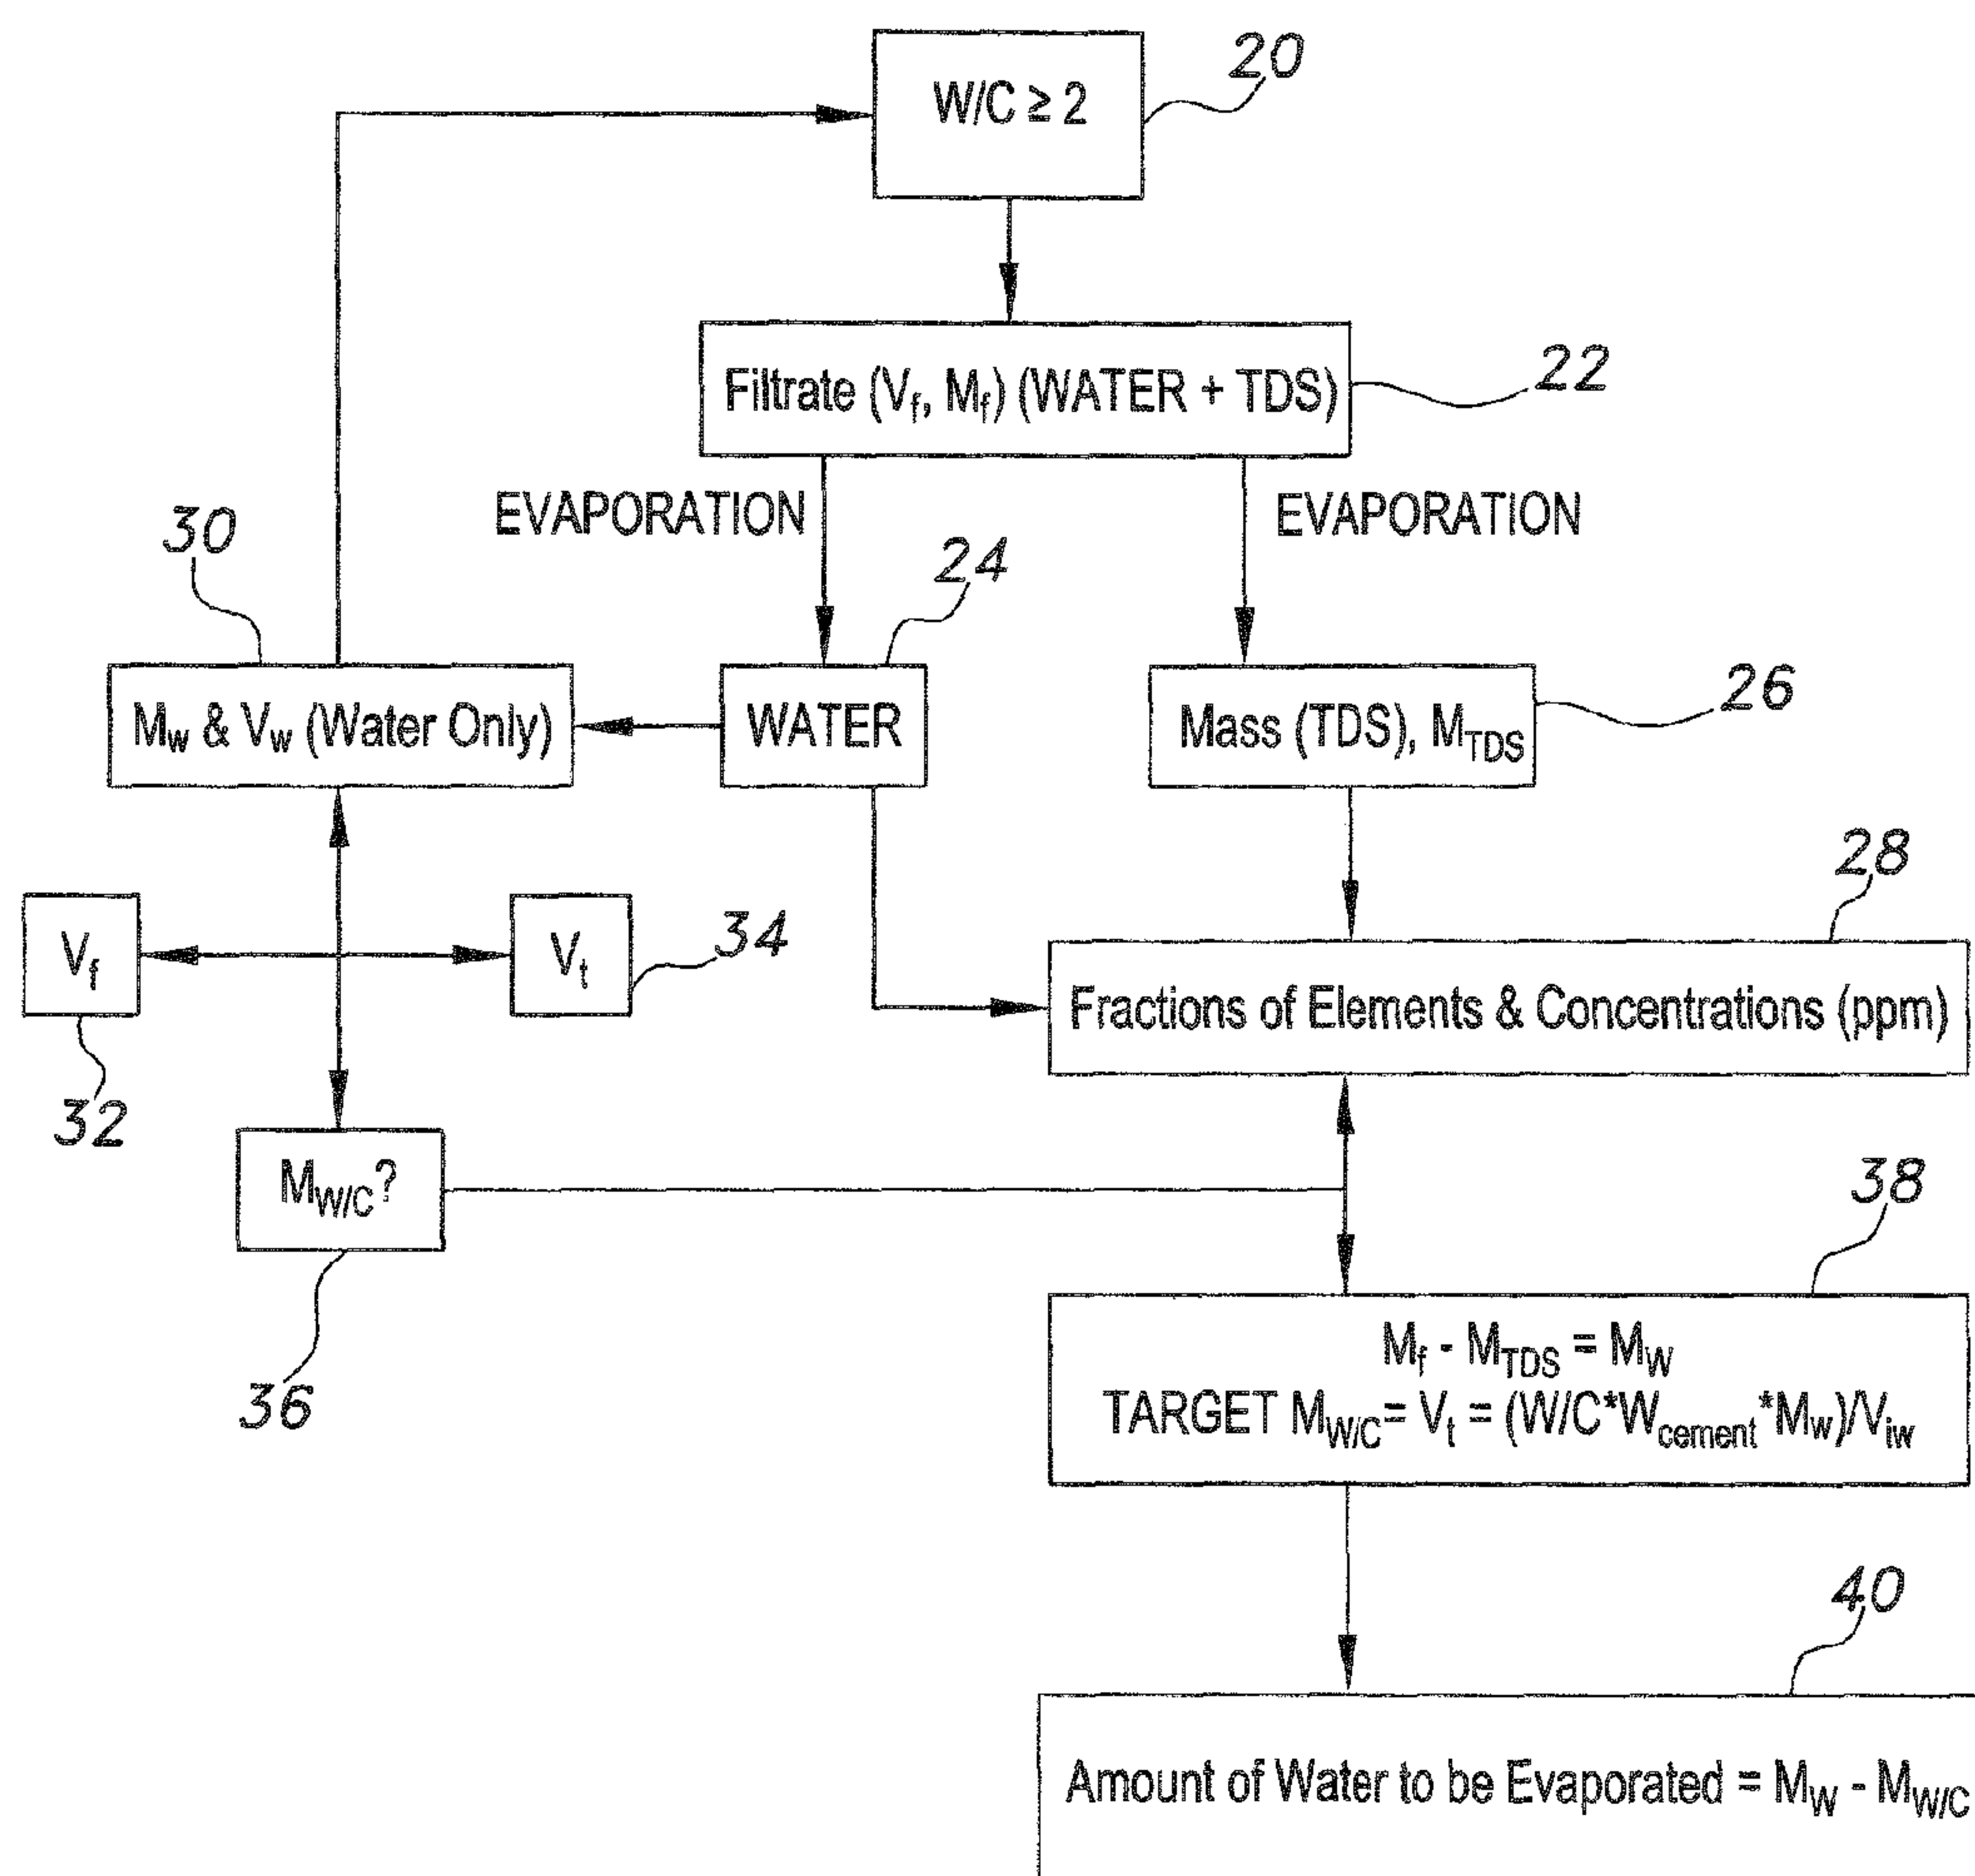 20
W/C ≥ 2
22
Filtrate (Vf, Mf) (WATER + TDS)
EVAPORATION
EVAPORATION
30
24
26
Mw & Vw (Water Only)
WATER
Mass (TDS), MTDS
28
Vf
Vt
34
Fractions of Elements & Concentrations (ppm)
32
MW/C?
36
38
Mf - MTDS = MW
TARGET MW/C= Vt = (W/C*Wcement*Mw)/Viw
40
Amount of Water to be Evaporated = MW - MW/C